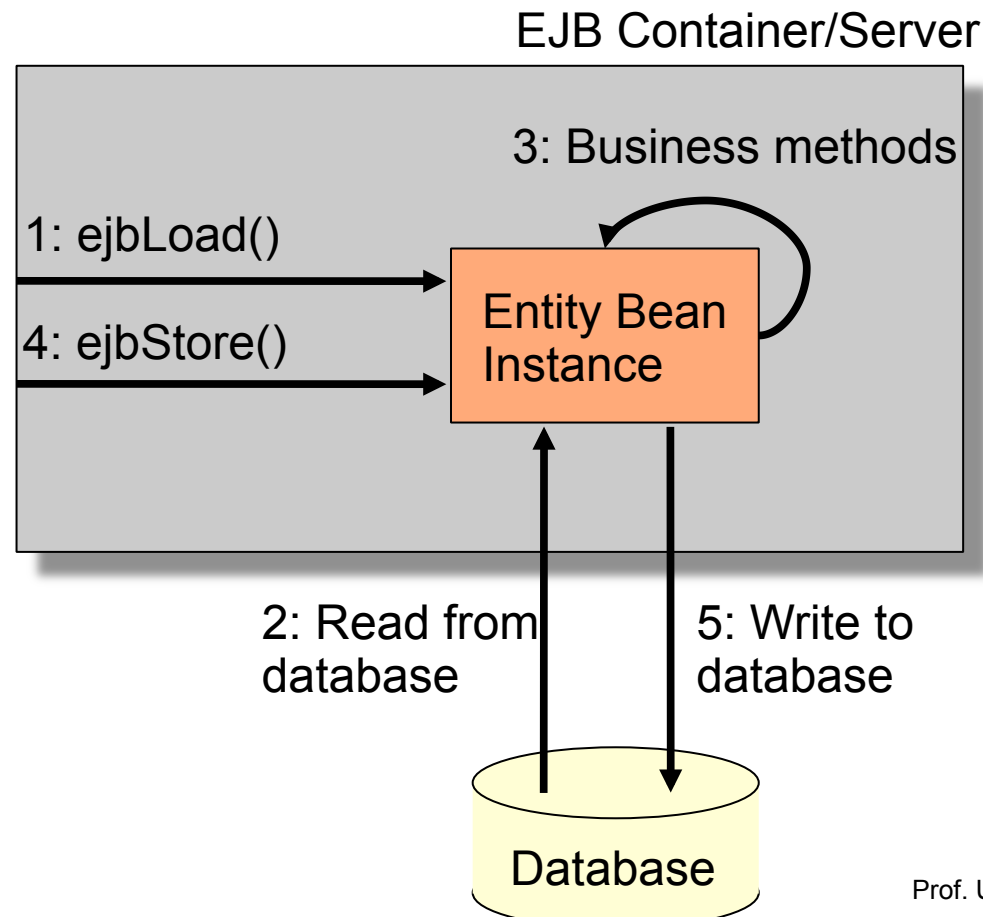 EJB Container/Server
3: Business methods
1: ejbLoad()
Entity Bean
Instance
4: ejbStore()
2: Read from
database
5: Write to
database
Database
Prof. U